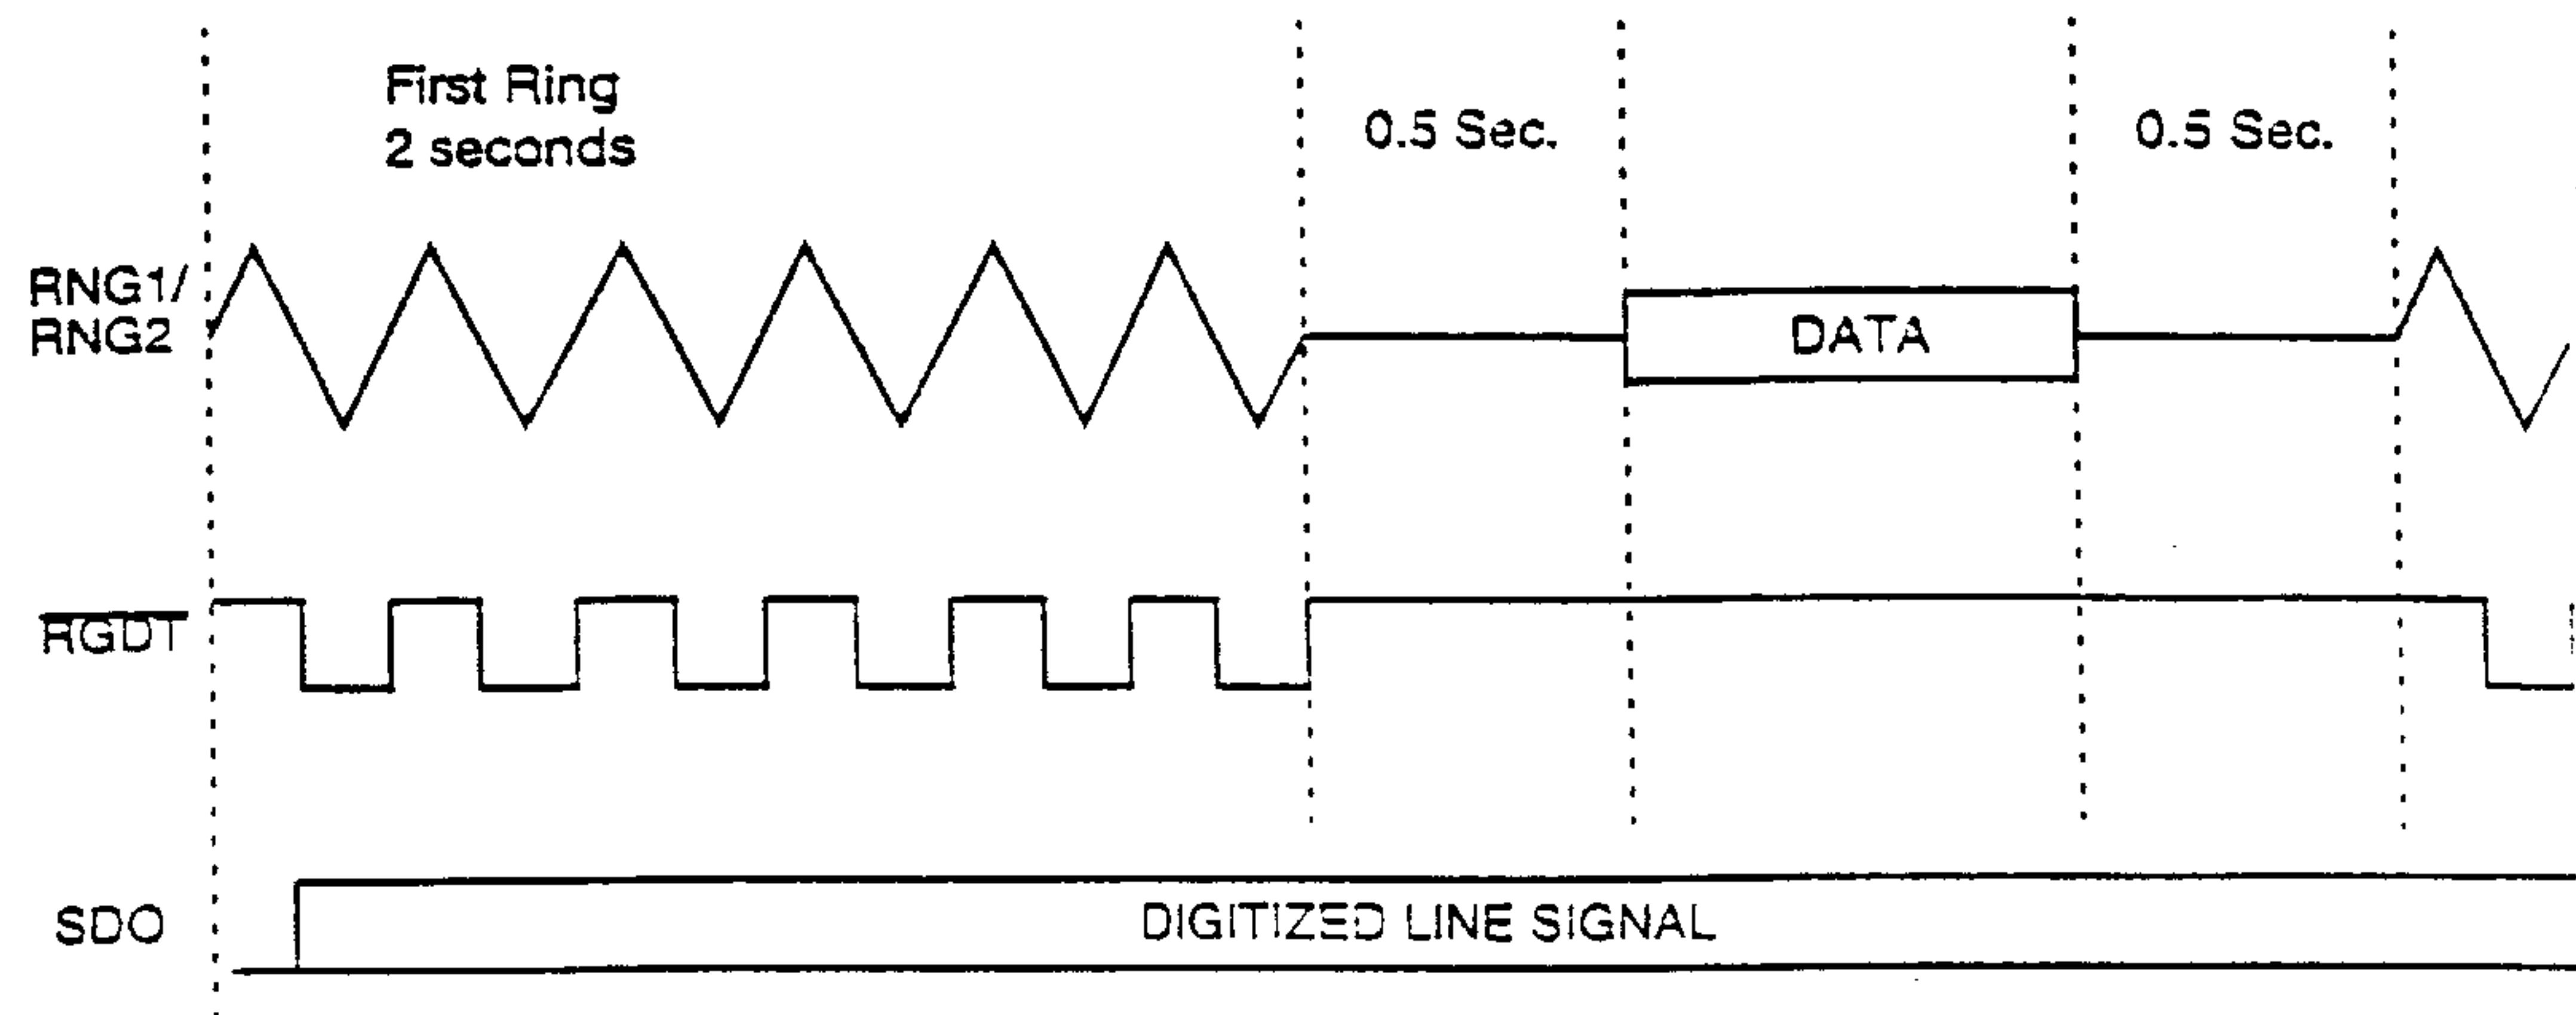 First Ring
2 seconds
0.5 Sec.
0.5 Sec.
RNG1/
RNG2
DATA
RGDT
SDO
DIGITIZED LINE SIGNAL